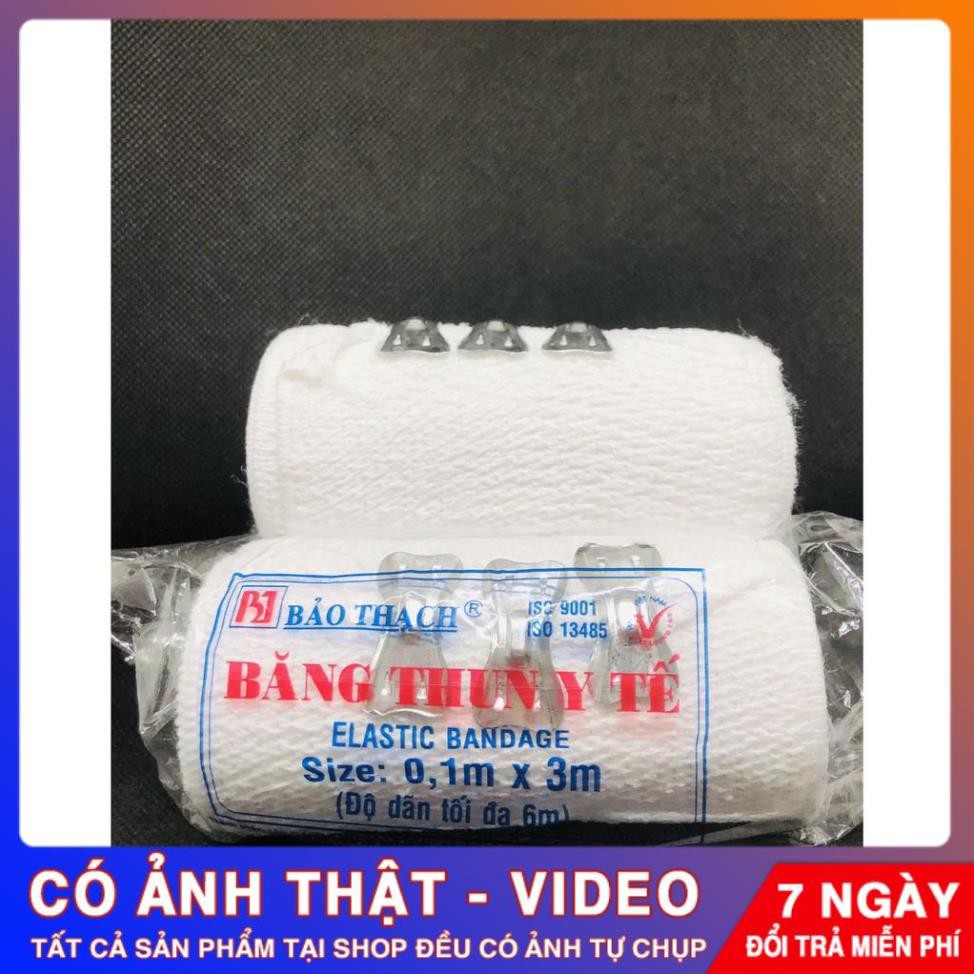 BẢO THẠCH ®
ISO 9001
ISO 13485
VIỆT NAM
BĂNG THUN Y TẾ
ELASTIC BANDAGE
Size: 0,1m x 3m
(Độ dãn tối đa 6m)
CÓ ẢNH THẬT - VIDEO
TẤT CẢ SẢN PHẨM TẠI SHOP ĐỀU CÓ ẢNH TỰ CHỤP
7 NGÀY
ĐỔI TRẢ MIỄN PHÍ